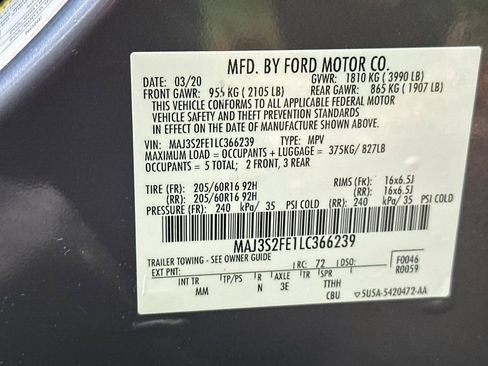 MFD. BY FORD MOTOR CO.
DATE: 03/20 GVWR: 1810 KG ( 3990 LB)
FRONT GAWR: 955 KG ( 2105 LB) REAR GAWR: 865 KG ( 1907 LB)
THIS VEHICLE CONFORMS TO ALL APPLICABLE FEDERAL MOTOR
VEHICLE SAFETY AND THEFT PREVENTION STANDARDS
IN EFFECT ON THE DATE OF MANUFACTURE SHOWN ABOVE.
VIN: MAJ3S2FE1LC366239 TYPE: MPV
MAXIMUM LOAD = OCCUPANTS + LUGGAGE = 375KG/ 827LB
OCCUPANTS = 5 TOTAL; 2 FRONT, 3 REAR
TIRE (FR): 205/60R16 92H RIMS (Fk): 16x6.5J
(RR): 205/60R16 92H (RR): 16x6.5J
PRESSURE (FR): 240 kPa/ 35 PSI COLD (RR): 240 kPa/ 35 PSI COLD
MAJ3S2FE1LC366239
TRAILER TOWING - SEE OWNER GUIDE
EXT PNT: RC: 72 DSO: F0046
R0059
INT TR TP/PS R AXLE TR SPR
MM N 3E TTHH
CBU 5U5A-5420472-AA